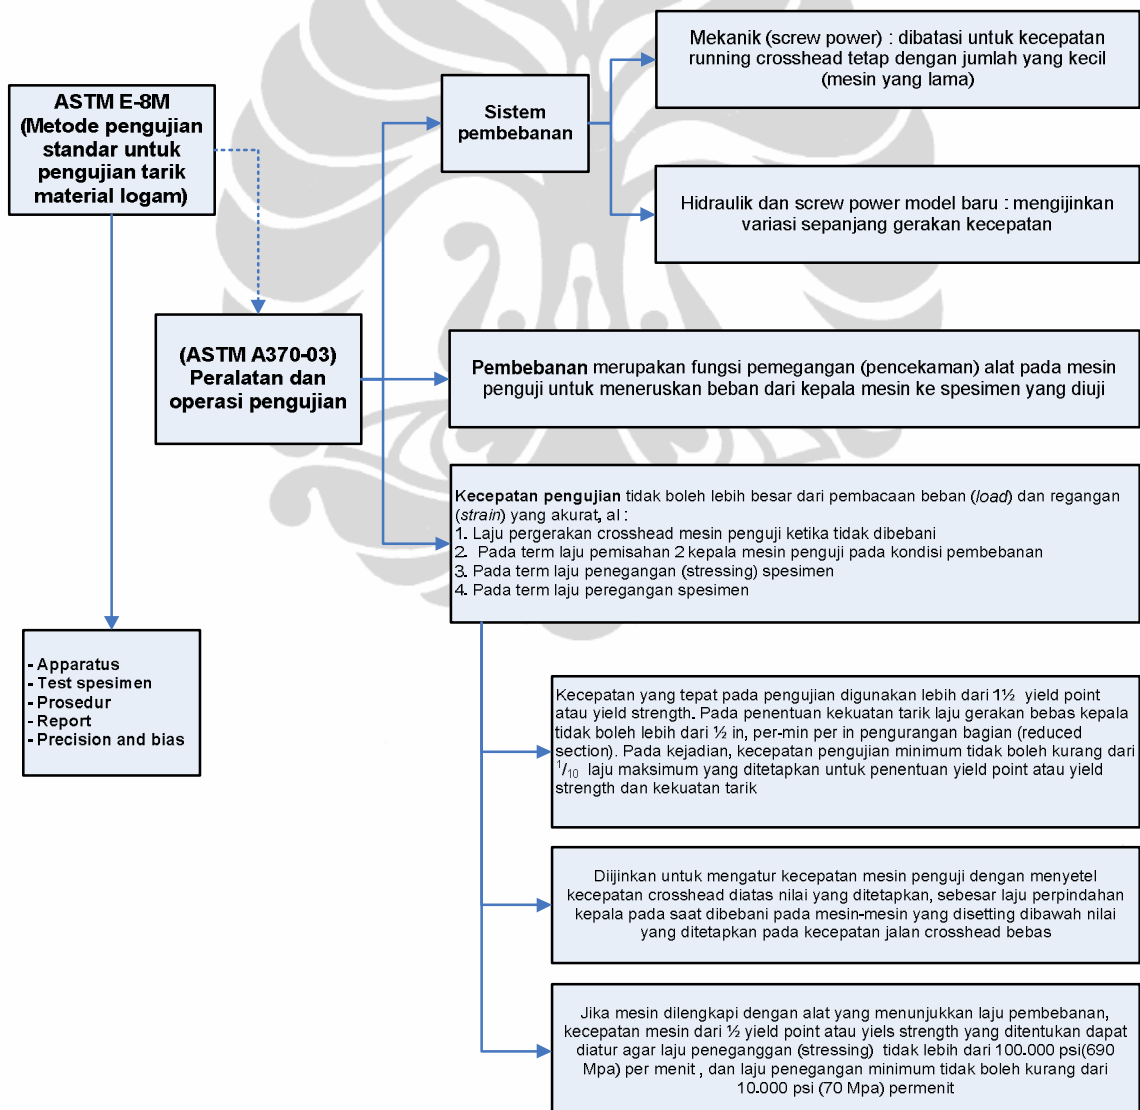 ASTM E-8M
(Metode pengujian
standar untuk
pengujian tarik
material logam)
Sistem
pembebanan
Mekanik (screw power) : dibatasi untuk kecepatan
running crosshead tetap dengan jumlah yang kecil
(mesin yang lama)
Hidraulik dan screw power model baru : mengijinkan
variasi sepanjang gerakan kecepatan
(ASTM A370-03)
Peralatan dan
operasi pengujian
Pembebanan merupakan fungsi pemegangan (pencekaman) alat pada mesin
penguji untuk meneruskan beban dari kepala mesin ke spesimen yang diuji
Kecepatan pengujian tidak boleh lebih besar dari pembacaan beban (load) dan regangan
(strain) yang akurat, al :
1. Laju pergerakan crosshead mesin penguji ketika tidak dibebani
2. Pada term laju pemisahan 2 kepala mesin penguji pada kondisi pembebanan
3. Pada term laju penegangan (stressing) spesimen
4. Pada term laju peregangan spesimen
- Apparatus
- Test spesimen
- Prosedur
- Report
- Precision and bias
Kecepatan yang tepat pada pengujian digunakan lebih dari 1½ yield point
atau yield strength. Pada penentuan kekuatan tarik laju gerakan bebas kepala
tidak boleh lebih dari ½ in, per-min per in pengurangan bagian (reduced
section). Pada kejadian, kecepatan pengujian minimum tidak boleh kurang dari
1/10 laju maksimum yang ditetapkan untuk penentuan yield point atau yield
strength dan kekuatan tarik
Diijinkan untuk mengatur kecepatan mesin penguji dengan menyetel
kecepatan crosshead diatas nilai yang ditetapkan, sebesar laju perpindahan
kepala pada saat dibebani pada mesin-mesin yang disetting dibawah nilai
yang ditetapkan pada kecepatan jalan crosshead bebas
Jika mesin dilengkapi dengan alat yang menunjukkan laju pembebanan,
kecepatan mesin dari ½ yield point atau yiels strength yang ditentukan dapat
diatur agar laju peneganggan (stressing) tidak lebih dari 100.000 psi(690
Mpa) per menit , dan laju penegangan minimum tidak boleh kurang dari
10.000 psi (70 Mpa) permenit